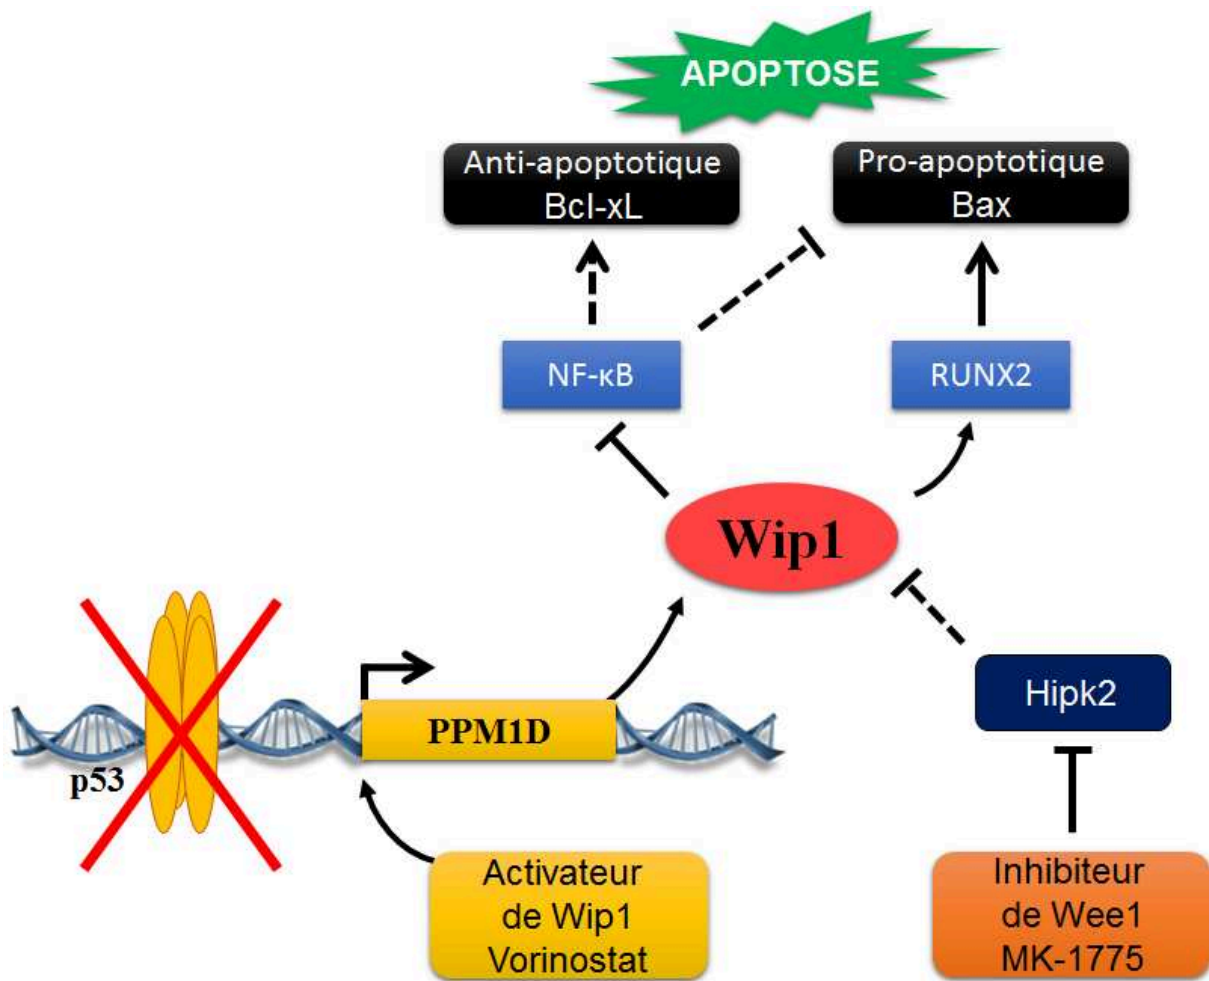 APOPTOSE
Anti-apoptotique
Bcl-xL
Pro-apoptotique
Bax
NF-κB
RUNX2
Wip1
Hipk2
PPM1D
p53
Activateur
de Wip1
Vorinostat
Inhibiteur
de Wee1
MK-1775